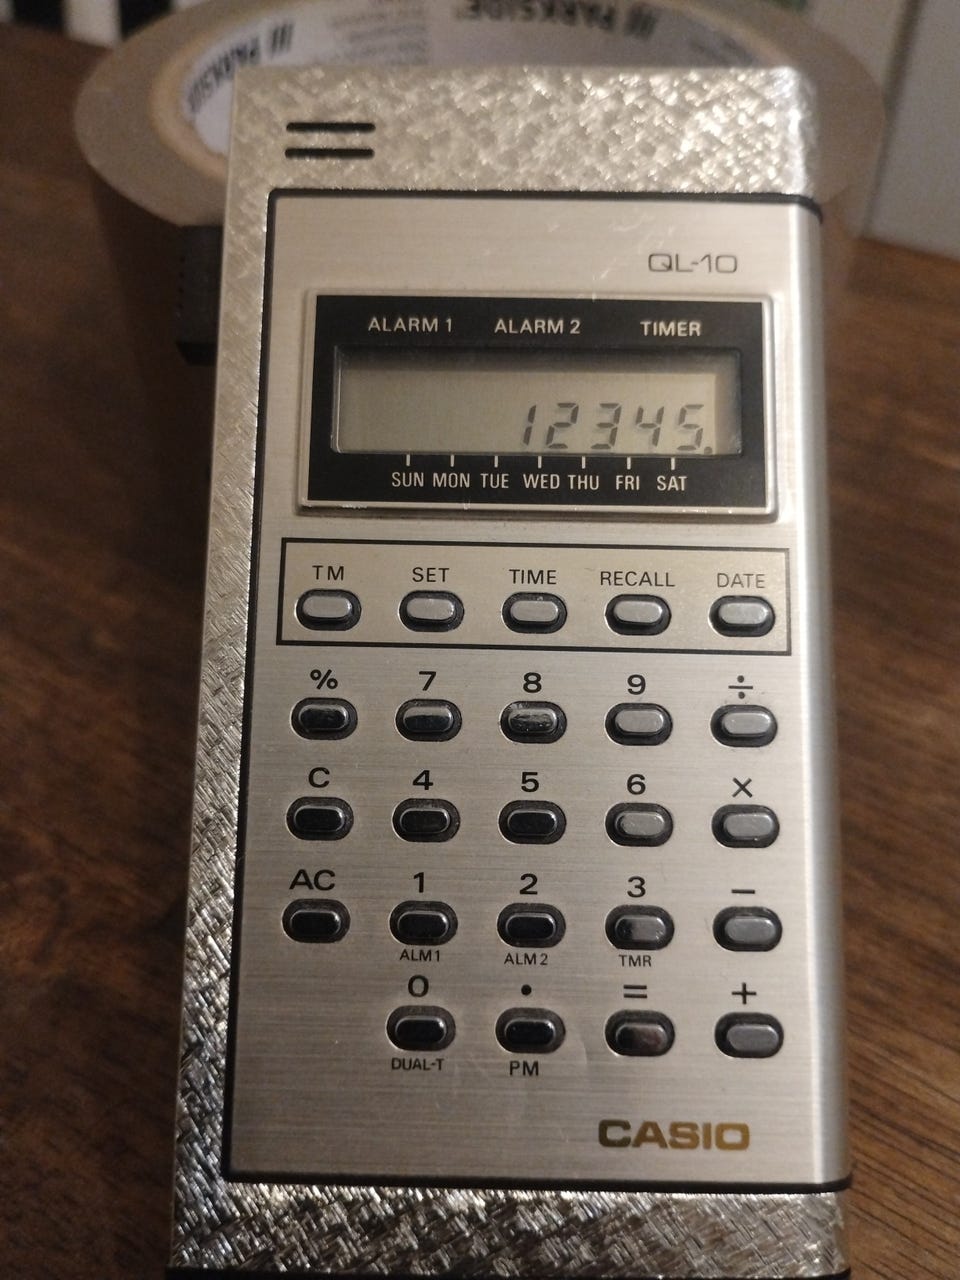 PARKSIDE
PARKSIDE
QL-10
ALARM 1 ALARM 2 TIMER
12345.
SUN MON TUE WED THU FRI SAT
TM SET TIME RECALL DATE
% 7 8 9 ÷
C 4 5 6 ×
AC 1 2 3 −
ALM1 ALM2 TMR
0 • = +
DUAL-T PM
CASIO